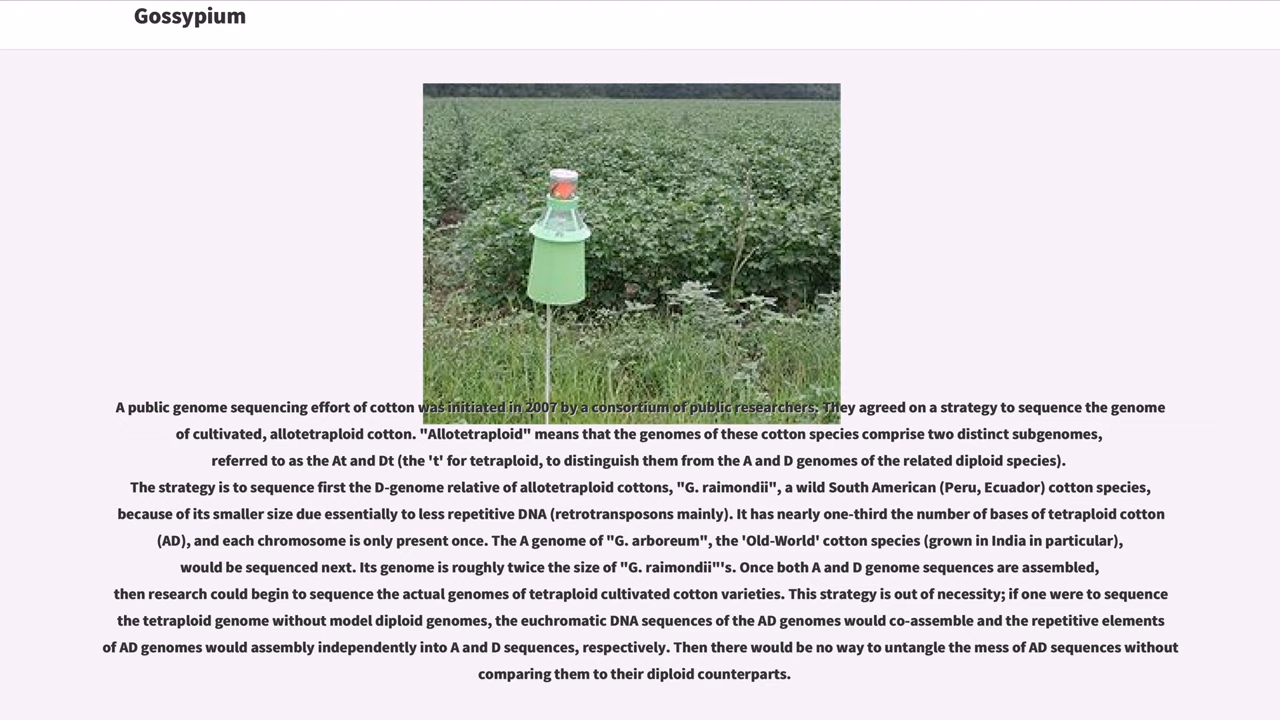 Gossypium
A public genome sequencing effort of cotton was initiated in 2007 by a consortium of public researchers. They agreed on a strategy to sequence the genome
of cultivated, allotetraploid cotton. "Allotetraploid" means that the genomes of these cotton species comprise two distinct subgenomes,
referred to as the At and Dt (the 't' for tetraploid, to distinguish them from the A and D genomes of the related diploid species).
The strategy is to sequence first the D-genome relative of allotetraploid cottons, "G. raimondii", a wild South American (Peru, Ecuador) cotton species,
because of its smaller size due essentially to less repetitive DNA (retrotransposons mainly). It has nearly one-third the number of bases of tetraploid cotton
(AD), and each chromosome is only present once. The A genome of "G. arboreum", the 'Old-World' cotton species (grown in India in particular),
would be sequenced next. Its genome is roughly twice the size of "G. raimondii"'s. Once both A and D genome sequences are assembled,
then research could begin to sequence the actual genomes of tetraploid cultivated cotton varieties. This strategy is out of necessity; if one were to sequence
the tetraploid genome without model diploid genomes, the euchromatic DNA sequences of the AD genomes would co-assemble and the repetitive elements
of AD genomes would assembly independently into A and D sequences, respectively. Then there would be no way to untangle the mess of AD sequences without
comparing them to their diploid counterparts.